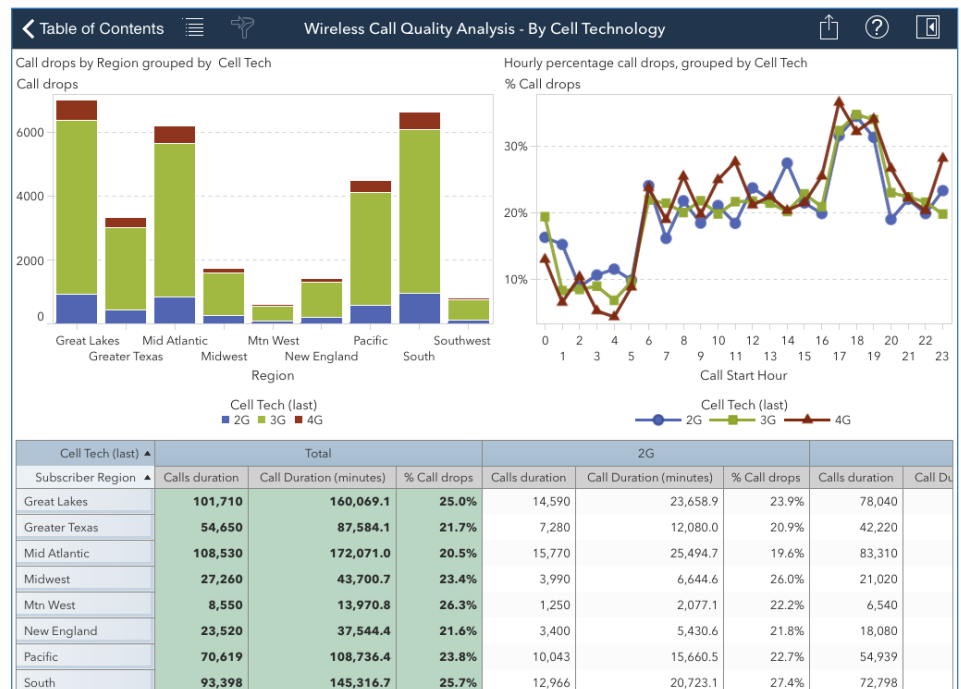 Table of Contents
Wireless Call Quality Analysis - By Cell Technology
?
Call drops by Region grouped by Cell Tech
Call drops
6000
4000
2000
0
Great Lakes Mid Atlantic Mtn West Pacific Southwest
Greater Texas Midwest New England South
Region
Cell Tech (last)
2G 3G 4G
Hourly percentage call drops, grouped by Cell Tech
% Call drops
30%
20%
10%
0 2 4 6 8 10 12 14 16 18 20 22
1 3 5 7 9 11 13 15 17 19 21 23
Call Start Hour
Cell Tech (last)
2G 3G 4G
Cell Tech (last) Total 2G
Subscriber Region Calls duration Call Duration (minutes) % Call drops Calls duration Call Duration (minutes) % Call drops Calls duration Call Du
Great Lakes 101,710 160,069.1 25.0% 14,590 23,658.9 23.9% 78,040
Greater Texas 54,650 87,584.1 21.7% 7,280 12,080.0 20.9% 42,220
Mid Atlantic 108,530 172,071.0 20.5% 15,770 25,494.7 19.6% 83,310
Midwest 27,260 43,700.7 23.4% 3,990 6,644.6 26.0% 21,020
Mtn West 8,550 13,970.8 26.3% 1,250 2,077.1 22.2% 6,540
New England 23,520 37,544.4 21.6% 3,400 5,430.6 21.8% 18,080
Pacific 70,619 108,736.4 23.8% 10,043 15,660.5 22.7% 54,939
South 93,398 145,316.7 25.7% 12,966 20,723.1 27.4% 72,798